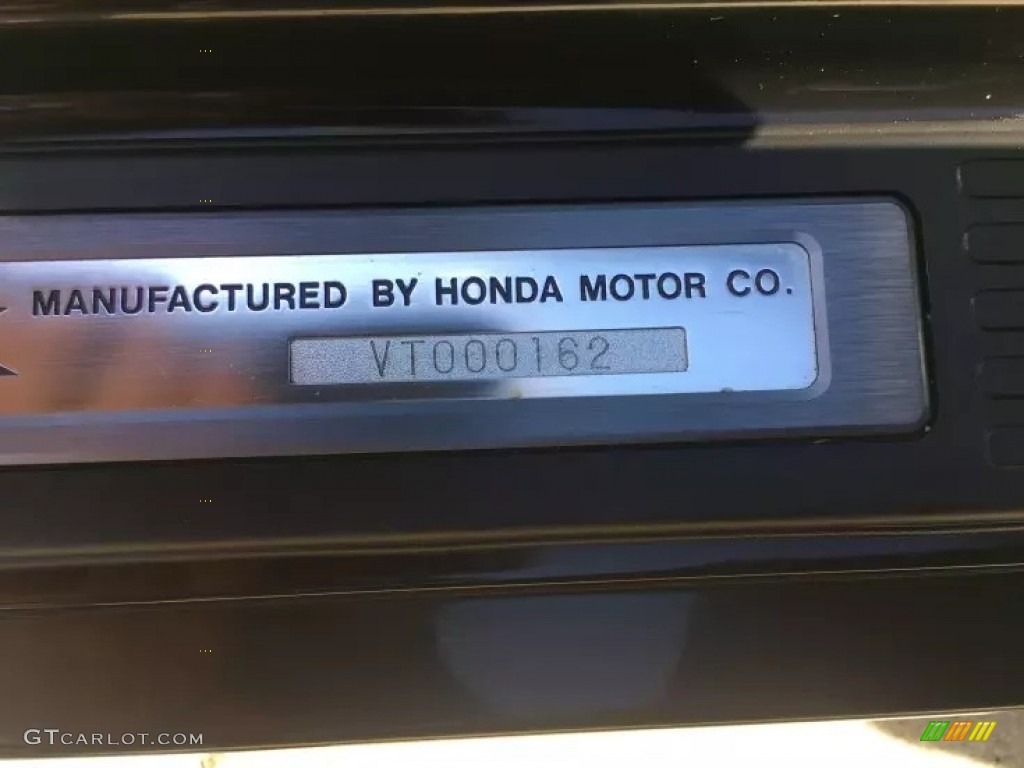 MANUFACTURED BY HONDA MOTOR CO.
VT000162
GTCARLOT.COM